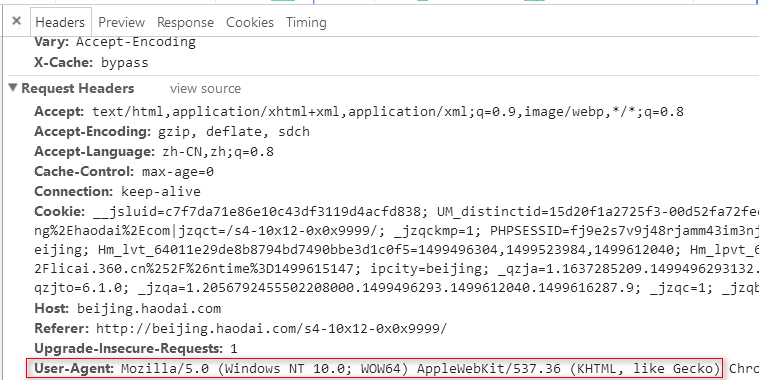 × Headers Preview Response Cookies Timing
Vary: Accept-Encoding
X-Cache: bypass
▼ Request Headers view source
Accept: text/html,application/xhtml+xml,application/xml;q=0.9,image/webp,*/*;q=0.8
Accept-Encoding: gzip, deflate, sdch
Accept-Language: zh-CN,zh;q=0.8
Cache-Control: max-age=0
Connection: keep-alive
Cookie: __jsluid=c7f7da71e86e10c43df3119d4acfd838; UM_distinctid=15d20f1a2725f3-00d52fa72fec
ng%2Ehaodai%2Ecom|jzqct=/s4-10x12-0x0x9999/; _jzqckmp=1; PHPSESSID=fj9e2s7v9j48rjamm43im3nj
eijing; Hm_lvt_64011e29de8b8794bd7490bbe3d1c0f5=1499496304,1499523984,1499612040; Hm_lpvt_6
2Flicai.360.cn%252F%26ntime%3D1499615147; ipcity=beijing; _qzja=1.1637285209.1499496293132.
qzjto=6.1.0; _jzqa=1.2056792455502208000.1499496293.1499612040.1499616287.9; _jzqc=1; _jzqb
Host: beijing.haodai.com
Referer: http://beijing.haodai.com/s4-10x12-0x0x9999/
Upgrade-Insecure-Requests: 1
User-Agent: Mozilla/5.0 (Windows NT 10.0; WOW64) AppleWebKit/537.36 (KHTML, like Gecko) Chro